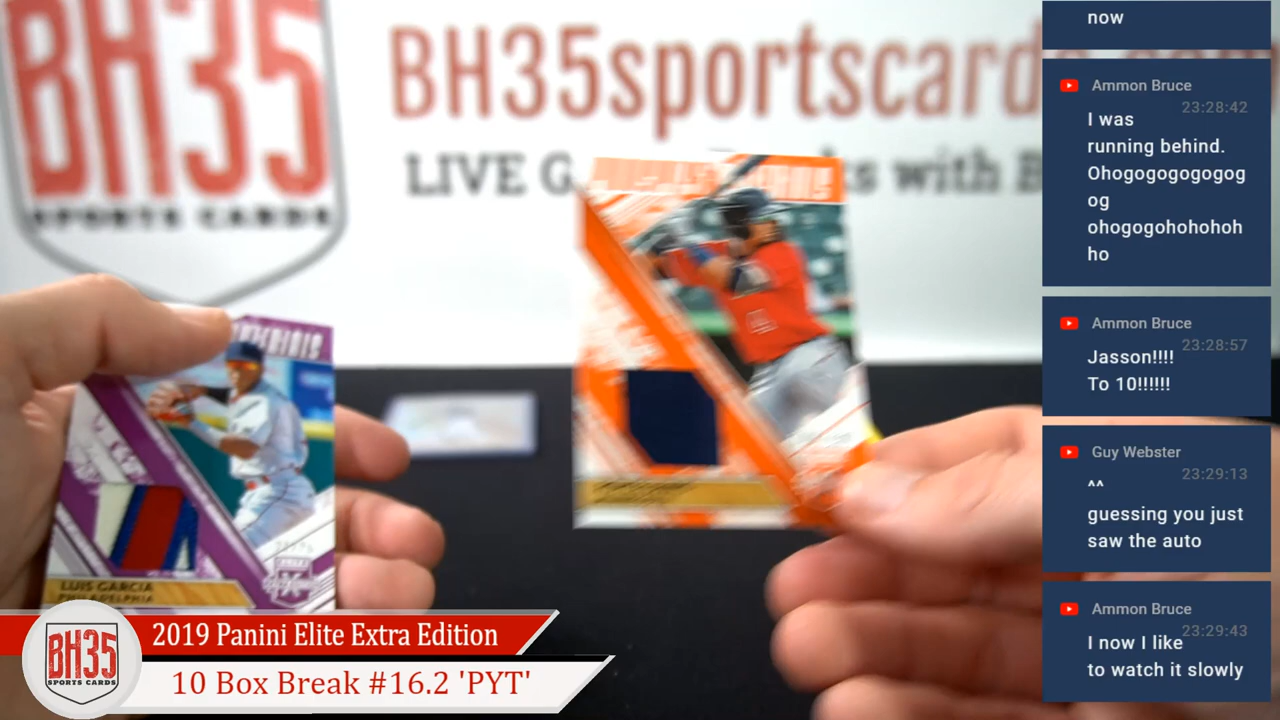 BH35
SPORTS CARDS
BH35sportscards
LIVE G
ks with B
LUIS GARCIA
PHILADELPHIA
BH35
SPORTS CARDS
2019 Panini Elite Extra Edition
10 Box Break #16.2 'PYT'
now
Ammon Bruce
23:28:42
I was
running behind.
Ohogogogogogog
og
ohogogohohohoh
ho
Ammon Bruce
23:28:57
Jasson!!!!
To 10!!!!!!
Guy Webster
23:29:13
^^
guessing you just
saw the auto
Ammon Bruce
23:29:43
I now I like
to watch it slowly